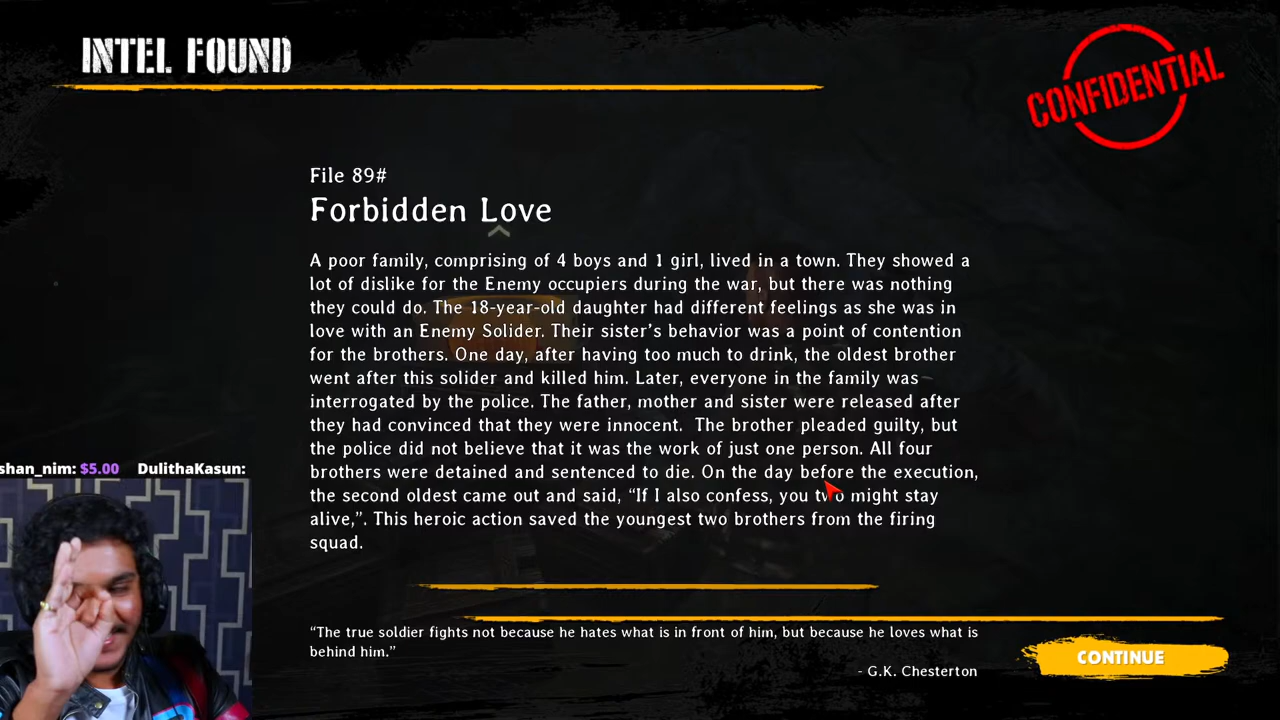 INTEL FOUND
CONFIDENTIAL
File 89#
Forbidden Love
A poor family, comprising of 4 boys and 1 girl, lived in a town. They showed a
lot of dislike for the Enemy occupiers during the war, but there was nothing
they could do. The 18-year-old daughter had different feelings as she was in
love with an Enemy Solider. Their sister's behavior was a point of contention
for the brothers. One day, after having too much to drink, the oldest brother
went after this solider and killed him. Later, everyone in the family was
interrogated by the police. The father, mother and sister were released after
they had convinced that they were innocent.  The brother pleaded guilty, but
the police did not believe that it was the work of just one person. All four
brothers were detained and sentenced to die. On the day before the execution,
the second oldest came out and said, “If I also confess, you two might stay
alive,”. This heroic action saved the youngest two brothers from the firing
squad.
shan_nim: $5.00 DulithaKasun:
“The true soldier fights not because he hates what is in front of him, but because he loves what is
behind him.”
- G.K. Chesterton
CONTINUE